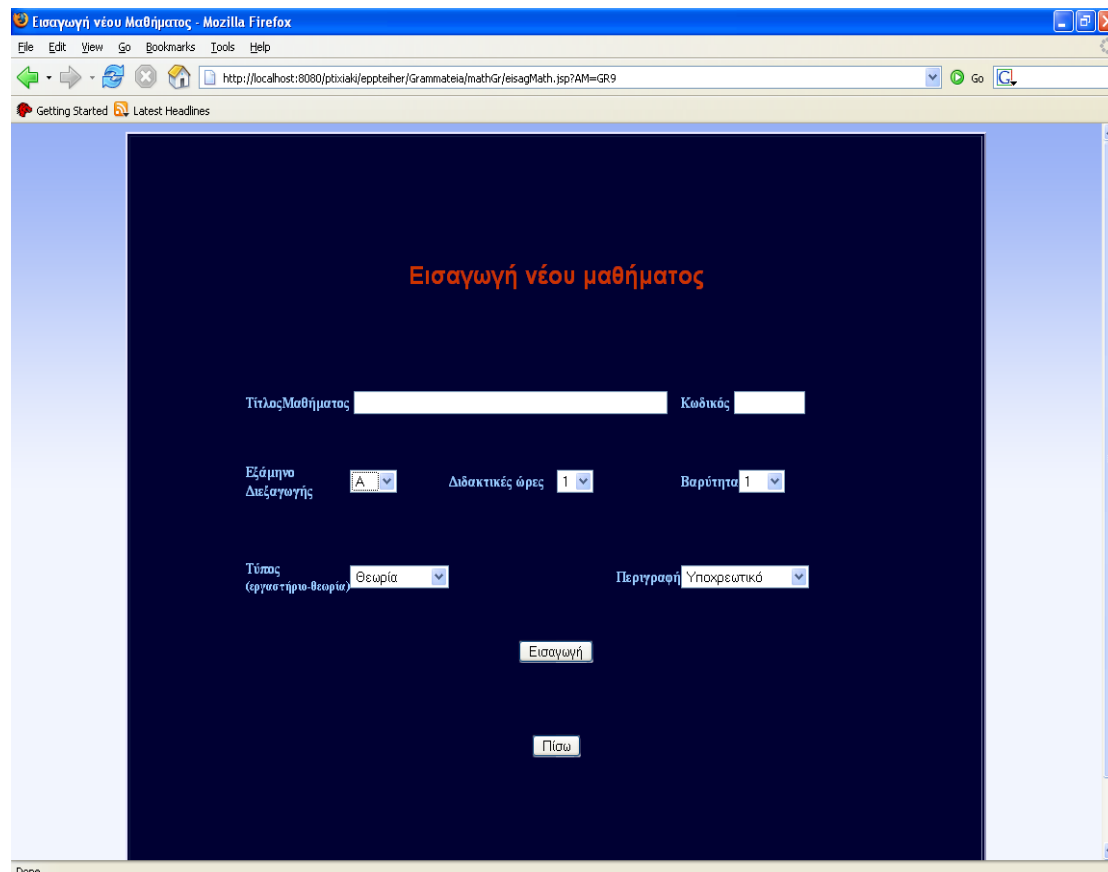 Εισαγωγή νέου Μαθήματος - Mozilla Firefox
File Edit View Go Bookmarks Tools Help
http://localhost:8080/ptixiaki/eppteiher/Grammateia/mathGr/eisagMath.jsp?AM=GR9 Go G
Getting Started Latest Headlines
Εισαγωγή νέου μαθήματος
ΤίτλοςΜαθήματος Κωδικός
Εξάμηνο
Διεξαγωγής Α Διδακτικές ώρες 1 Βαρύτητα 1
Τύπος
(εργαστήριο-θεωρία) Θεωρία Περιγραφή Υποχρεωτικό
Εισαγωγή
Πίσω
Done